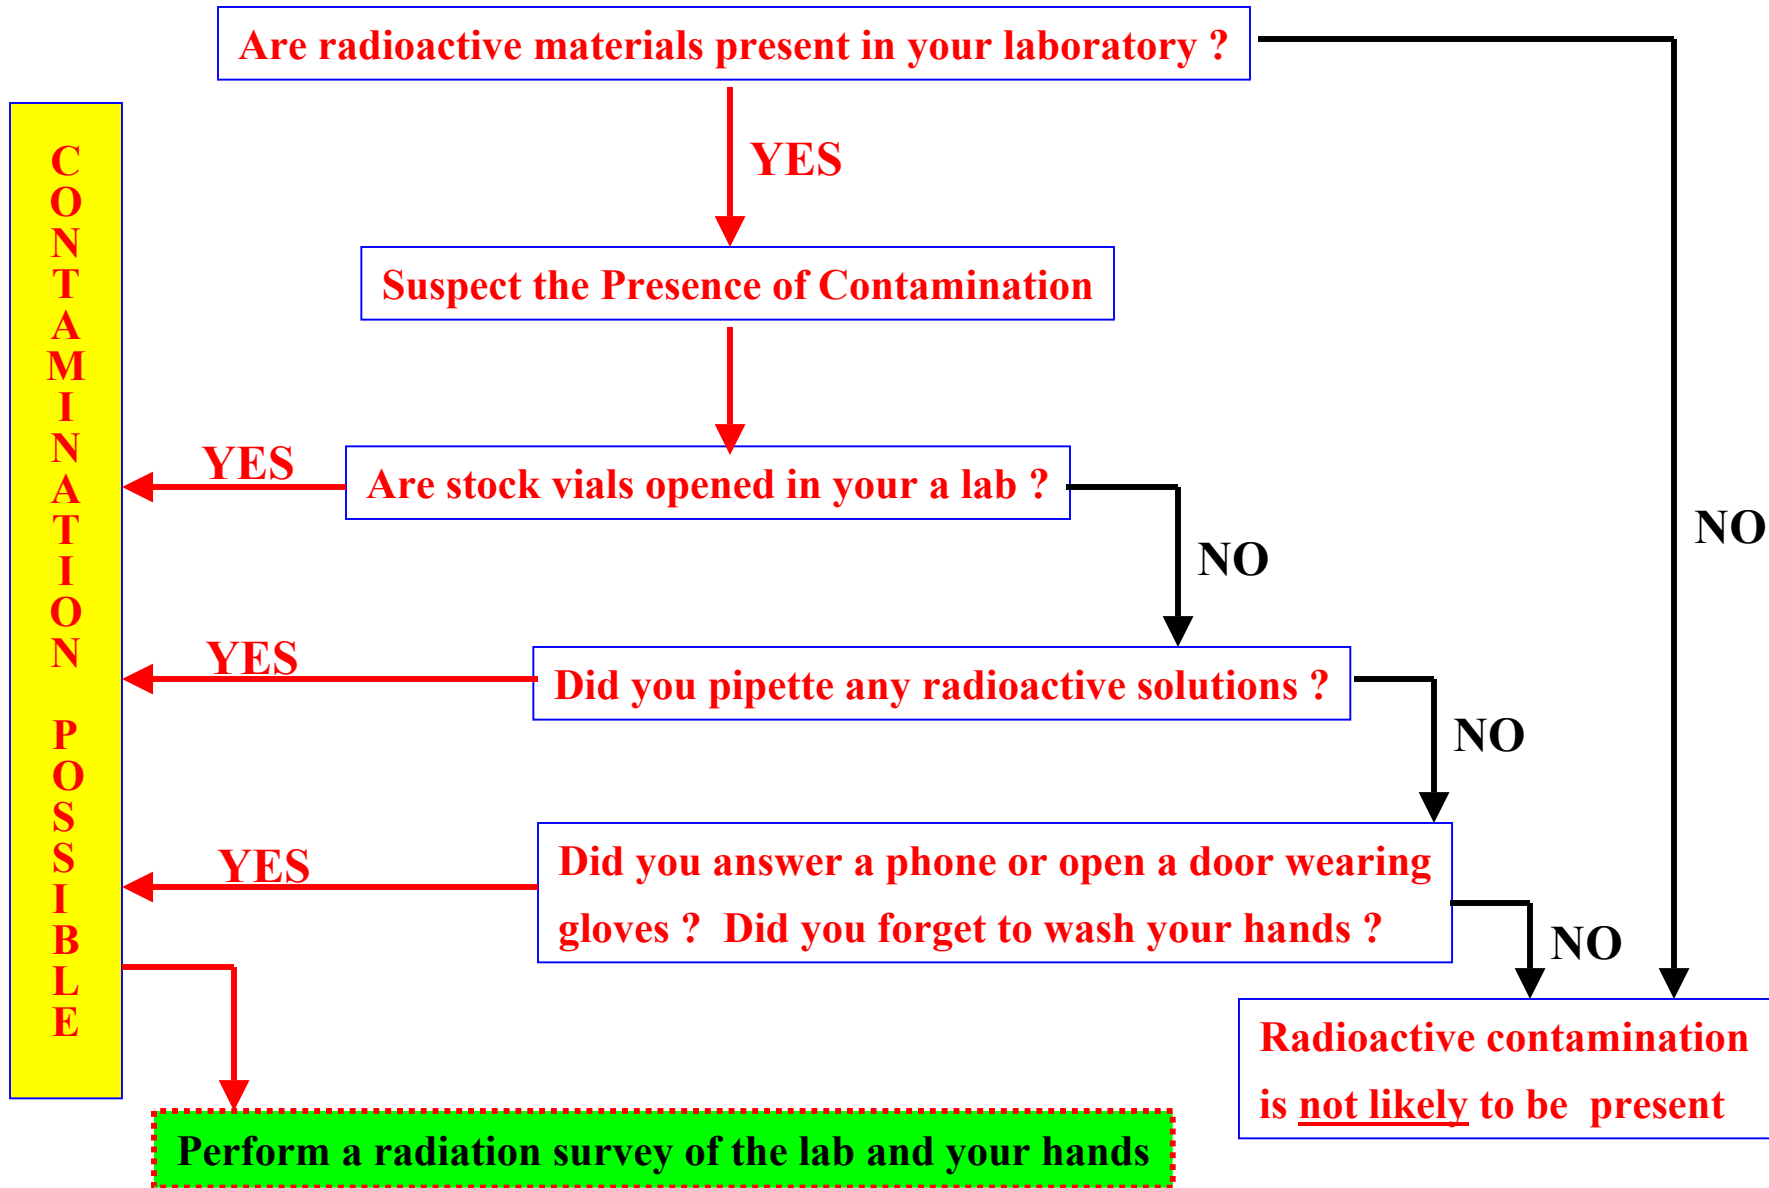 Are radioactive materials present in your laboratory ?
YES
NO
Suspect the Presence of Contamination
Are stock vials opened in your a lab ?
YES
NO
Did you pipette any radioactive solutions ?
YES
NO
Did you answer a phone or open a door wearing
gloves ?  Did you forget to wash your hands ?
YES
NO
CONTAMINATION POSSIBLE
Radioactive contamination
is not likely to be  present
Perform a radiation survey of the lab and your hands